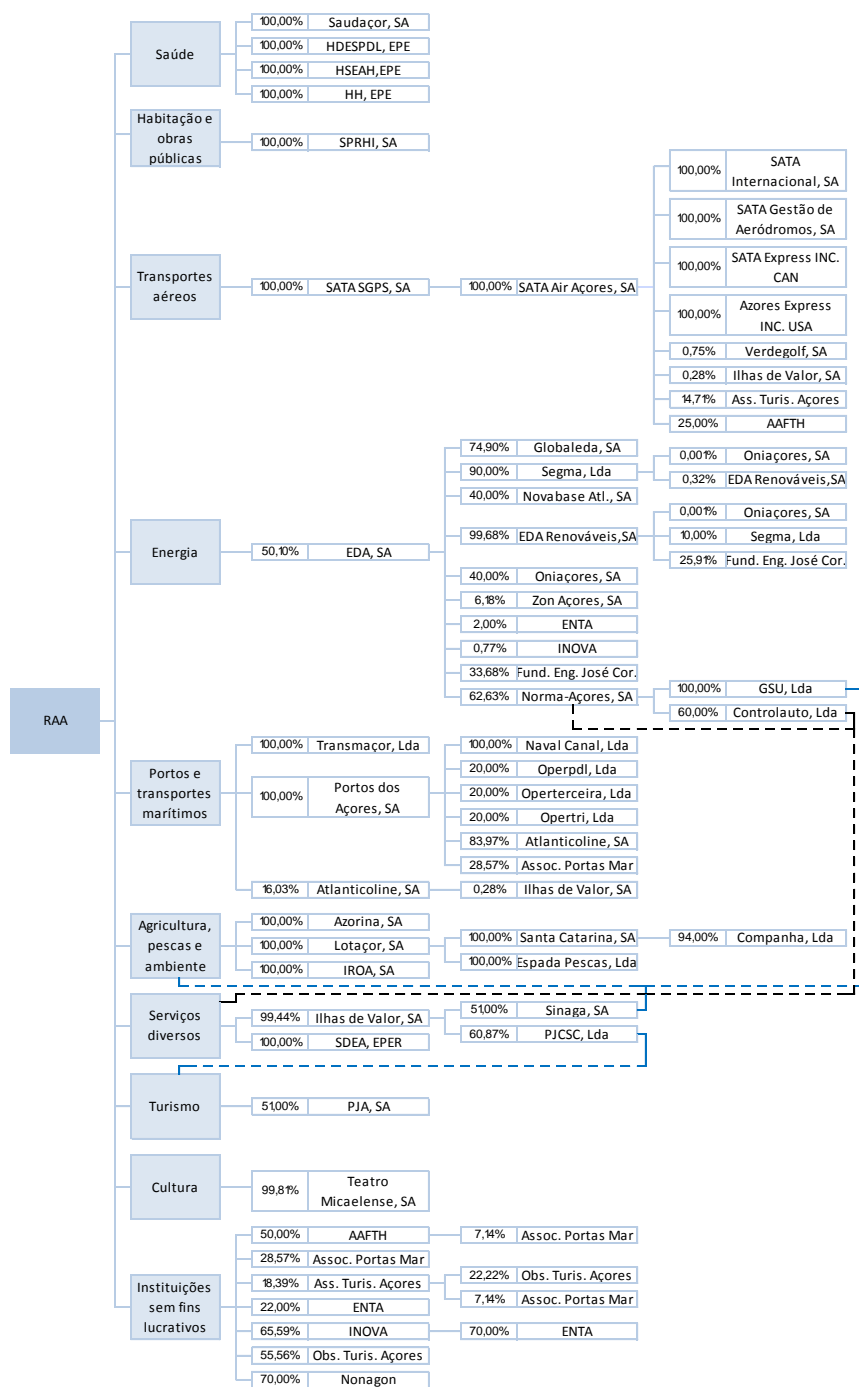 100,00% Saudaçor, SA
Saúde
100,00% HDESPDL, EPE
100,00% HSEAH,EPE
100,00% HH, EPE
Habitação e
obras
públicas
100,00% SPRHI, SA
100,00% SATA
Internacional, SA
100,00% SATA Gestão de
Aeródromos, SA
100,00% SATA Express INC.
CAN
Transportes
aéreos
100,00% SATA SGPS, SA
100,00% SATA Air Açores, SA
100,00% Azores Express
INC. USA
0,75% Verdegolf, SA
0,28% Ilhas de Valor, SA
14,71% Ass. Turis. Açores
25,00% AAFTH
74,90% Globaleda, SA
90,00% Segma, Lda
0,001% Oniaçores, SA
0,32% EDA Renováveis,SA
40,00% Novabase Atl., SA
Energia
50,10% EDA, SA
99,68% EDA Renováveis,SA
0,001% Oniaçores, SA
10,00% Segma, Lda
25,91% Fund. Eng. José Cor.
40,00% Oniaçores, SA
6,18% Zon Açores, SA
2,00% ENTA
0,77% INOVA
33,68% Fund. Eng. José Cor.
62,63% Norma-Açores, SA
100,00% GSU, Lda
60,00% Controlauto, Lda
RAA
Portos e
transportes
marítimos
100,00% Transmaçor, Lda
100,00% Portos dos
Açores, SA
100,00% Naval Canal, Lda
20,00% Operpdl, Lda
20,00% Operterceira, Lda
20,00% Opertri, Lda
83,97% Atlanticoline, SA
28,57% Assoc. Portas Mar
16,03% Atlanticoline, SA
0,28% Ilhas de Valor, SA
Agricultura,
pescas e
ambiente
100,00% Azorina, SA
100,00% Lotaçor, SA
100,00% Santa Catarina, SA
94,00% Companha, Lda
100,00% Espada Pescas, Lda
100,00% IROA, SA
Serviços
diversos
99,44% Ilhas de Valor, SA
51,00% Sinaga, SA
60,87% PJCSC, Lda
100,00% SDEA, EPER
Turismo
51,00% PJA, SA
Cultura
99,81% Teatro
Micaelense, SA
Instituições
sem fins
lucrativos
50,00% AAFTH
7,14% Assoc. Portas Mar
28,57% Assoc. Portas Mar
18,39% Ass. Turis. Açores
22,22% Obs. Turis. Açores
7,14% Assoc. Portas Mar
22,00% ENTA
65,59% INOVA
70,00% ENTA
55,56% Obs. Turis. Açores
70,00% Nonagon